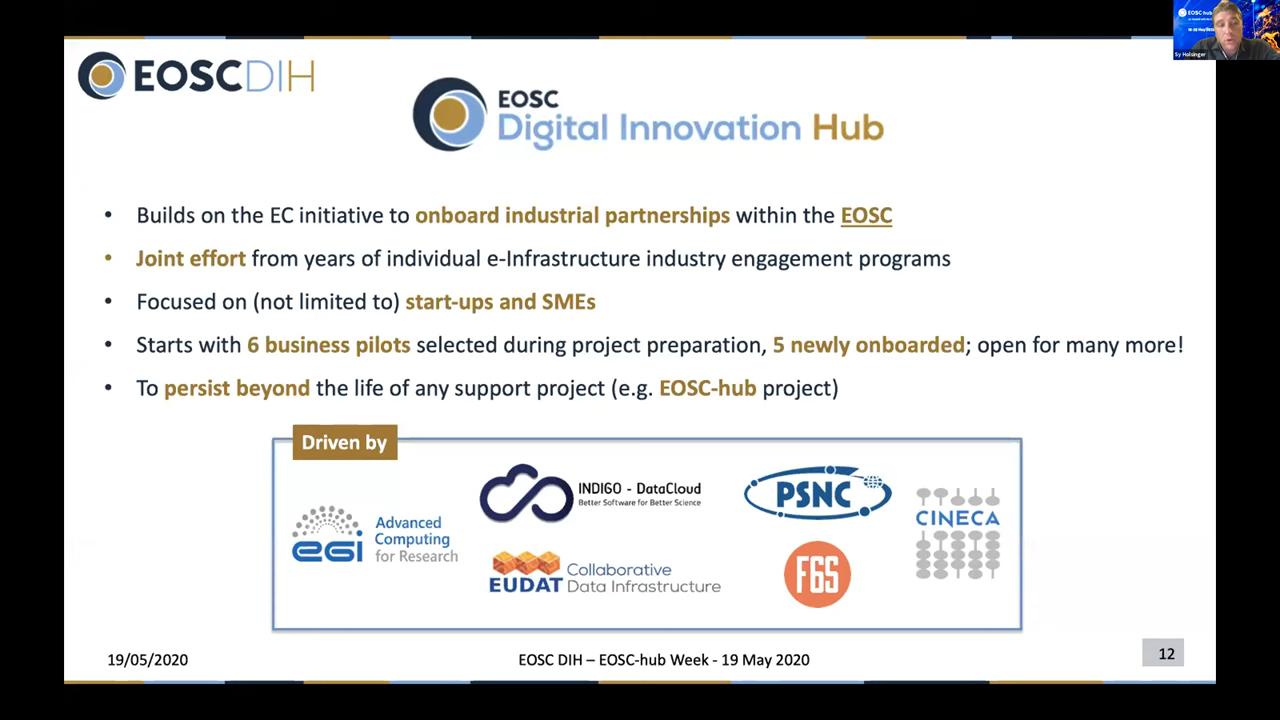 EOSC hub
Sy Holsinger
EOSCDIH
EOSC
Digital Innovation Hub
• Builds on the EC initiative to onboard industrial partnerships within the EOSC
• Joint effort from years of individual e-Infrastructure industry engagement programs
• Focused on (not limited to) start-ups and SMEs
• Starts with 6 business pilots selected during project preparation, 5 newly onboarded; open for many more!
• To persist beyond the life of any support project (e.g. EOSC-hub project)
Driven by
egi
Advanced
Computing
for Research
INDIGO - DataCloud
Better Software for Better Science
EUDAT
Collaborative
Data Infrastructure
PSNC
F6S
CINECA
19/05/2020
EOSC DIH – EOSC-hub Week - 19 May 2020
12